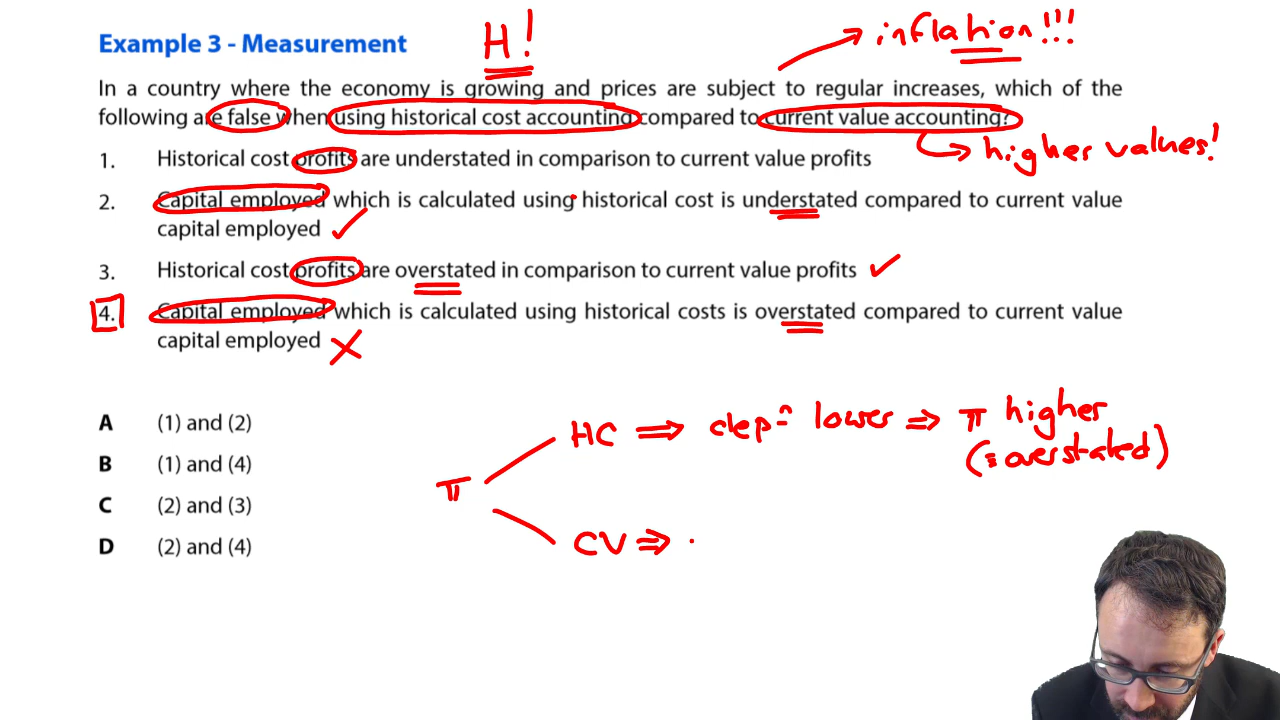 Example 3 - Measurement
H!
inflation!!!
In a country where the economy is growing and prices are subject to regular increases, which of the
following are false when using historical cost accounting compared to current value accounting?
higher values!
1. Historical cost profits are understated in comparison to current value profits
2. Capital employed which is calculated using historical cost is understated compared to current value
capital employed ✓
3. Historical cost profits are overstated in comparison to current value profits ✓
4. Capital employed which is calculated using historical costs is overstated compared to current value
capital employed ✗
A (1) and (2)
B (1) and (4)
C (2) and (3)
D (2) and (4)
π
HC ⇒ depⁿ lower ⇒ π higher
(= overstated)
CV ⇒